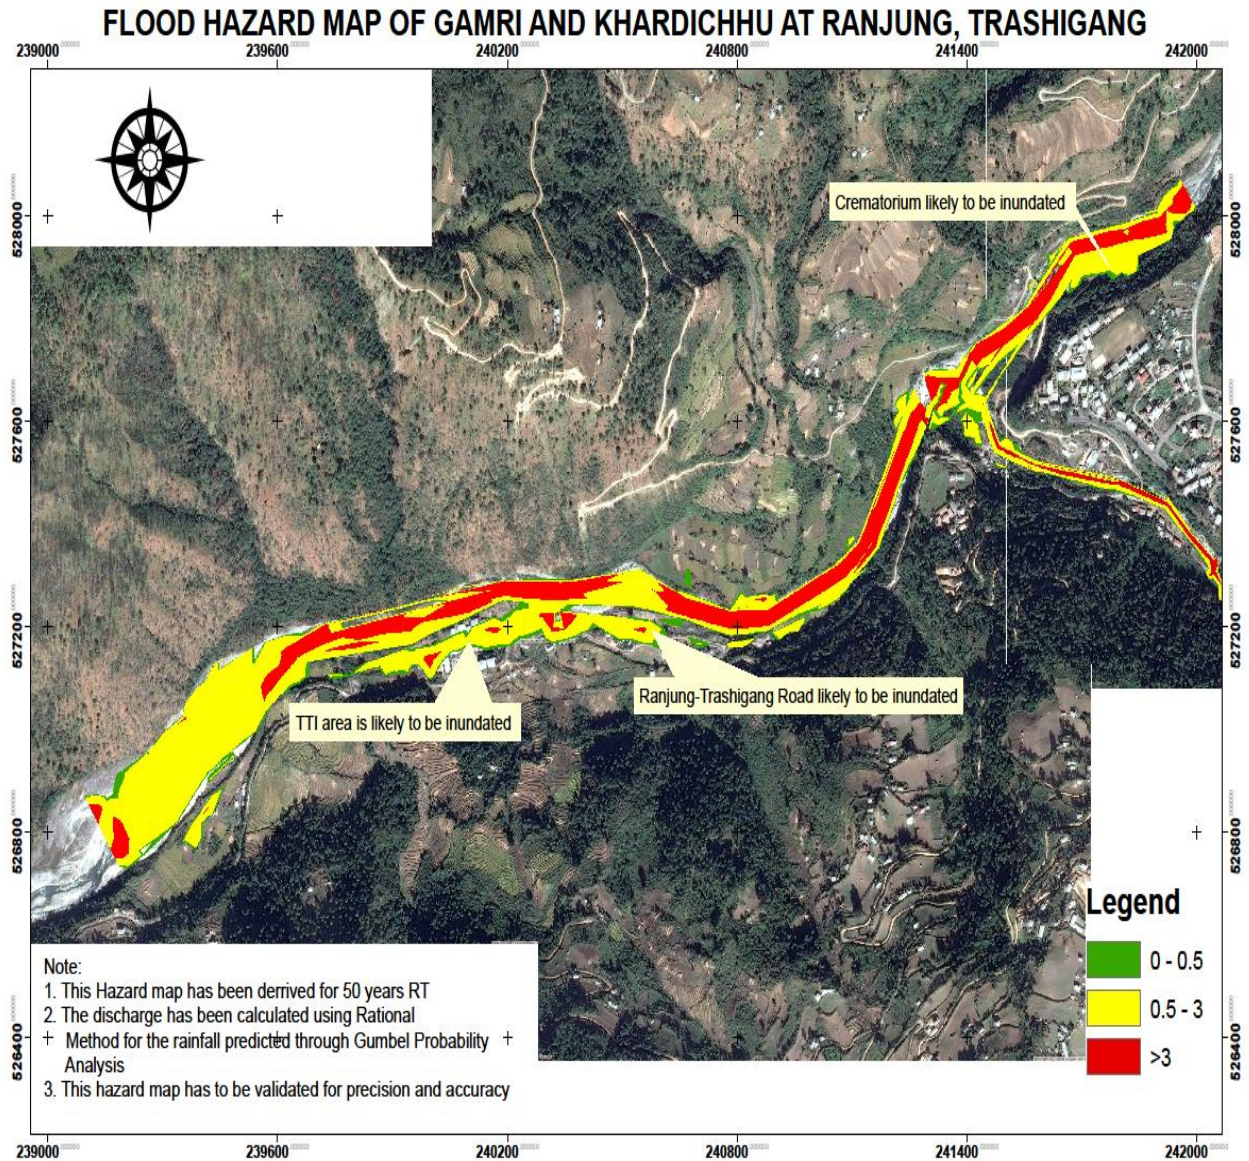 FLOOD HAZARD MAP OF GAMRI AND KHARDICHHU AT RANJUNG, TRASHIGANG
239000 239600 240200 240800 241400 242000
528000 528000
Crematorium likely to be inundated
527600 527600
527200 527200
Ranjung-Trashigang Road likely to be inundated
TTI area is likely to be inundated
526800 526800
Legend
0 - 0.5
0.5 - 3
>3
Note:
1. This Hazard map has been derrived for 50 years RT
2. The discharge has been calculated using Rational
Method for the rainfall predicted through Gumbel Probability
Analysis
3. This hazard map has to be validated for precision and accuracy
526400 526400
239000 239600 240200 240800 241400 242000